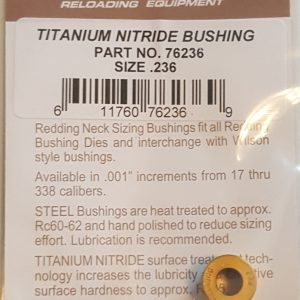 RELOADING EQUIPMENT
TITANIUM NITRIDE BUSHING
PART NO. 76236
SIZE .236
6 11760 76236 9
Redding Neck Sizing Bushings fit all Redding
Bushing Dies and interchange with Wilson
style bushings.
Available in .001" increments from 17 thru
338 calibers.
STEEL Bushings are heat treated to approx.
Rc60-62 and hand polished to reduce sizing
effort. Lubrication is recommended.
TITANIUM NITRIDE surface tech-
nology increases the lubricity effective
surface hardness to approx.